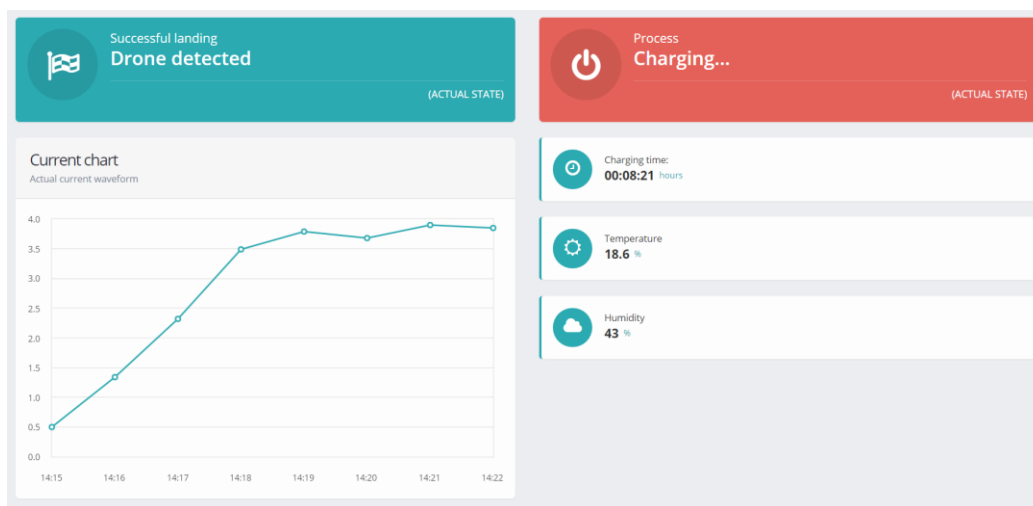 Successful landing
Drone detected
(ACTUAL STATE)
Process
Charging...
(ACTUAL STATE)
Current chart
Actual current waveform
4.0
3.5
3.0
2.5
2.0
1.5
1.0
0.5
0.0
14:15 14:16 14:17 14:18 14:19 14:20 14:21 14:22
Charging time:
00:08:21 hours
Temperature
18.6 %
Humidity
43 %